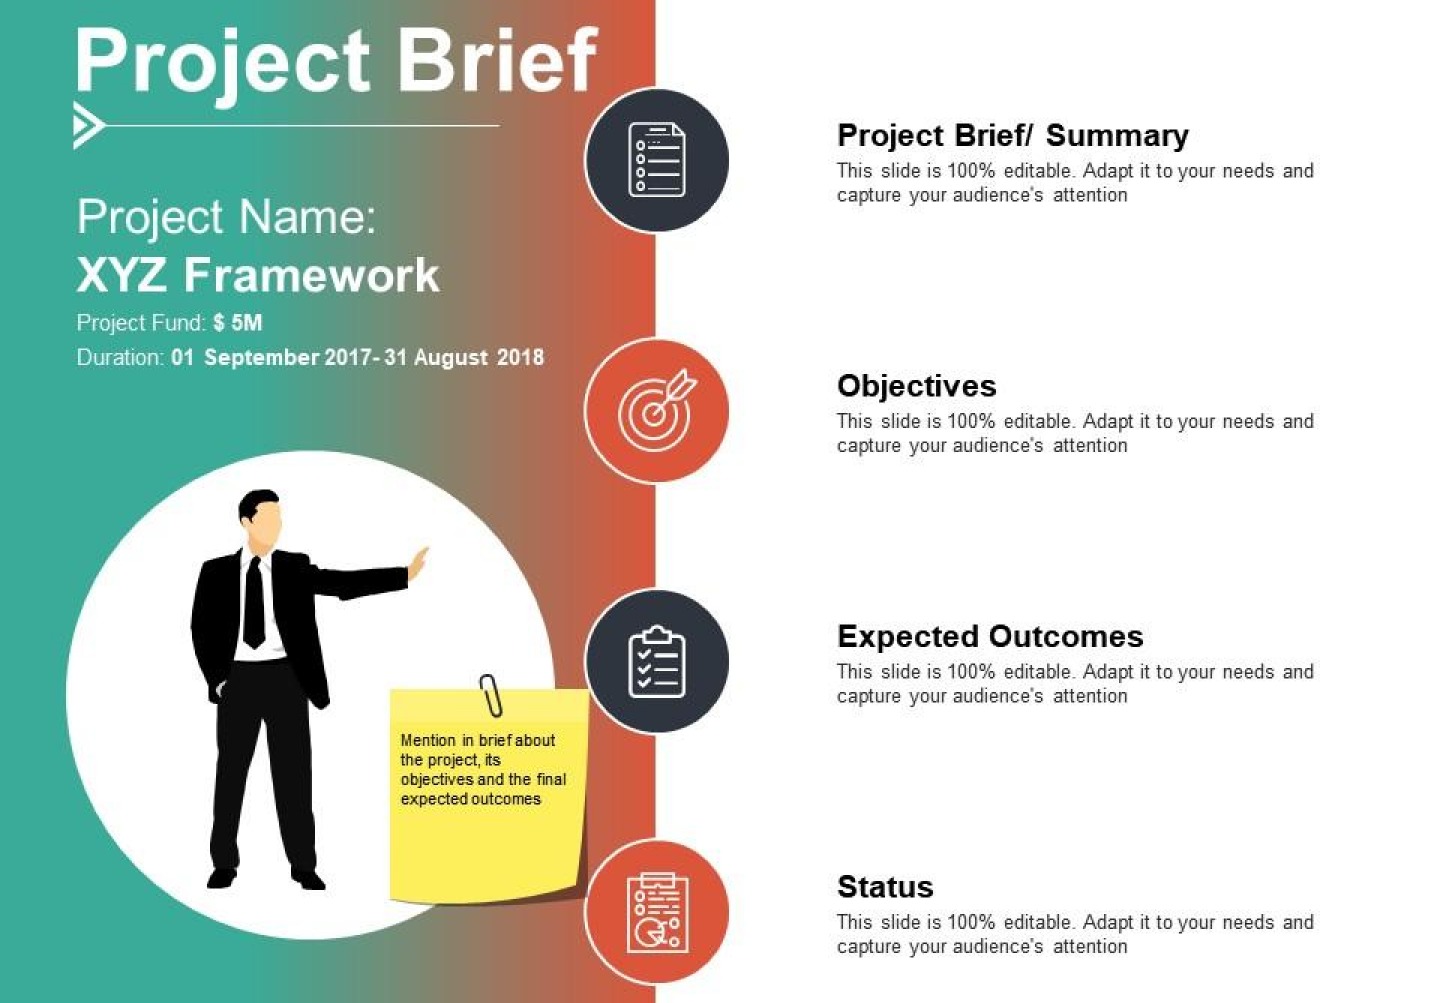 Project Brief
Project Name:
XYZ Framework
Project Fund: $ 5M
Duration: 01 September 2017- 31 August 2018
Mention in brief about
the project, its
objectives and the final
expected outcomes
Project Brief/ Summary
This slide is 100% editable. Adapt it to your needs and
capture your audience's attention
Objectives
This slide is 100% editable. Adapt it to your needs and
capture your audience's attention
Expected Outcomes
This slide is 100% editable. Adapt it to your needs and
capture your audience's attention
Status
This slide is 100% editable. Adapt it to your needs and
capture your audience's attention